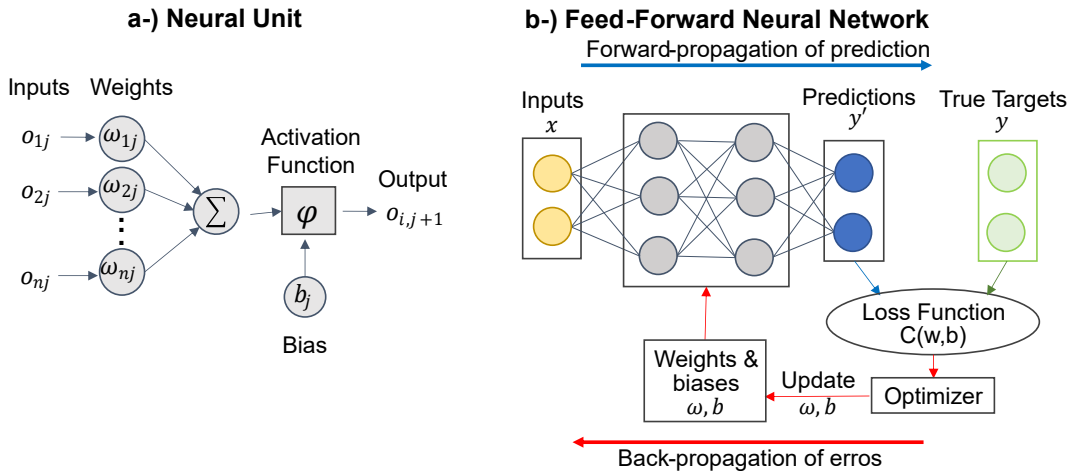 a-) Neural Unit
Inputs
Weights
o₁ⱼ
ω₁ⱼ
o₂ⱼ
ω₂ⱼ
⋮
oₙⱼ
ωₙⱼ
∑
Activation
Function
φ
Output
oᵢ,ⱼ₊₁
bⱼ
Bias
b-) Feed-Forward Neural Network
Forward-propagation of prediction
Inputs
x
Predictions
y′
True Targets
y
Loss Function
C(w,b)
Optimizer
Update
ω, b
Weights &
biases
ω, b
Back-propagation of erros